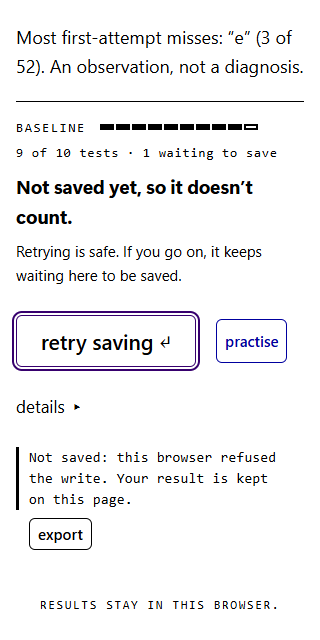 Most first-attempt misses: “e” (3 of
52). An observation, not a diagnosis.
BASELINE
9 of 10 tests · 1 waiting to save
Not saved yet, so it doesn’t
count.
Retrying is safe. If you go on, it keeps
waiting here to be saved.
retry saving ↵
practise
details ▸
Not saved: this browser refused
the write. Your result is kept
on this page.
export
RESULTS STAY IN THIS BROWSER.